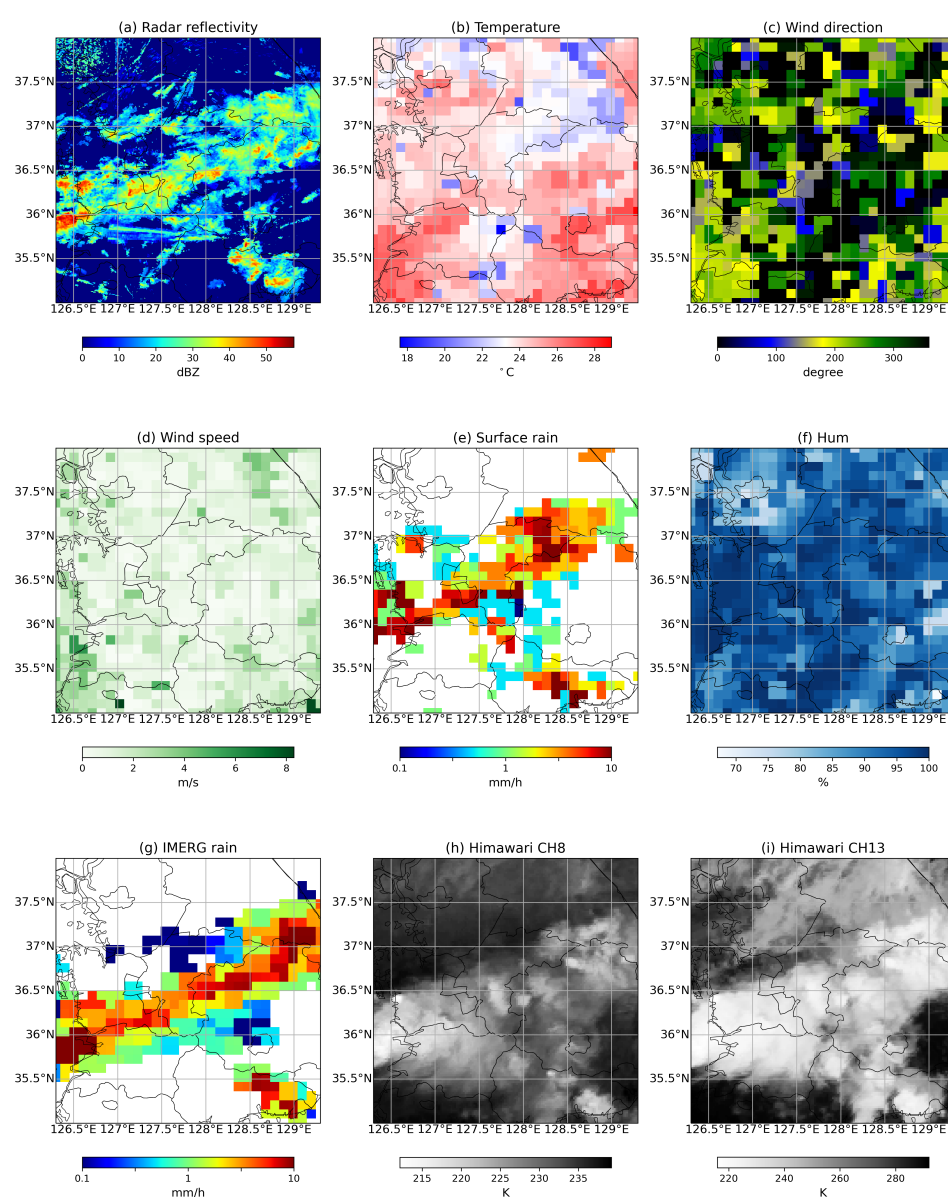 (a) Radar reflectivity
(b) Temperature
(c) Wind direction
37.5°N
37°N
36.5°N
36°N
35.5°N
126.5°E 127°E 127.5°E 128°E 128.5°E 129°E
37.5°N
37°N
36.5°N
36°N
35.5°N
126.5°E 127°E 127.5°E 128°E 128.5°E 129°E
37.5°N
37°N
36.5°N
36°N
35.5°N
126.5°E 127°E 127.5°E 128°E 128.5°E 129°E
0 10 20 30 40 50
dBZ
18 20 22 24 26 28
°C
0 100 200 300
degree
(d) Wind speed
(e) Surface rain
(f) Hum
37.5°N
37°N
36.5°N
36°N
35.5°N
126.5°E 127°E 127.5°E 128°E 128.5°E 129°E
37.5°N
37°N
36.5°N
36°N
35.5°N
126.5°E 127°E 127.5°E 128°E 128.5°E 129°E
37.5°N
37°N
36.5°N
36°N
35.5°N
126.5°E 127°E 127.5°E 128°E 128.5°E 129°E
0 2 4 6 8
m/s
0.1 1 10
mm/h
70 75 80 85 90 95 100
%
(g) IMERG rain
(h) Himawari CH8
(i) Himawari CH13
37.5°N
37°N
36.5°N
36°N
35.5°N
126.5°E 127°E 127.5°E 128°E 128.5°E 129°E
37.5°N
37°N
36.5°N
36°N
35.5°N
126.5°E 127°E 127.5°E 128°E 128.5°E 129°E
37.5°N
37°N
36.5°N
36°N
35.5°N
126.5°E 127°E 127.5°E 128°E 128.5°E 129°E
0.1 1 10
mm/h
215 220 225 230 235
K
220 240 260 280
K